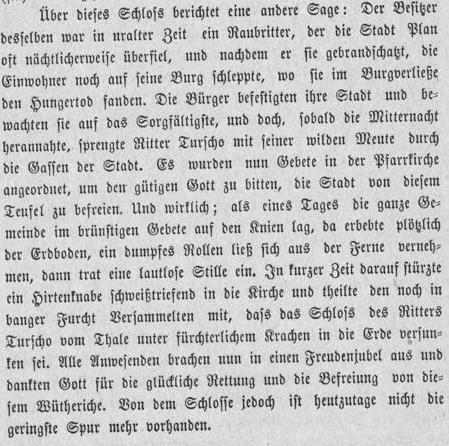 Über dieses Schloss berichtet eine andere Sage: Der Besitzer
desselben war in uralter Zeit ein Raubritter, der die Stadt Plan
oft nächtlicherweise überfiel, und nachdem er sie gebrandschatzt, die
Einwohner noch auf seine Burg schleppte, wo sie im Burgverließe
den Hungertod fanden. Die Bürger befestigten ihre Stadt und be-
wachten sie auf das Sorgfältigste, und doch, sobald die Mitternacht
herannahte, sprengte Ritter Turscho mit seiner wilden Meute durch
die Gassen der Stadt. Es wurden nun Gebete in der Pfarrkirche
angeordnet, um den gütigen Gott zu bitten, die Stadt von diesem
Teufel zu befreien. Und wirklich; als eines Tages die ganze Ge-
meinde im brünstigen Gebete auf den Knien lag, da erbebte plötzlich
der Erdboden, ein dumpfes Rollen ließ sich aus der Ferne verneh-
men, dann trat eine lautlose Stille ein. In kurzer Zeit darauf stürzte
ein Hirtenknabe schweißtriefend in die Kirche und theilte den noch in
banger Furcht Versammelten mit, dass das Schloss des Ritters
Turscho vom Thale unter fürchterlichem Krachen in die Erde versun-
ken sei. Alle Anwesenden brachen nun in einen Freudenjubel aus und
dankten Gott für die glückliche Rettung und die Befreiung von die-
sem Wütheriche. Von dem Schlosse jedoch ist heutzutage nicht die
geringste Spur mehr vorhanden.